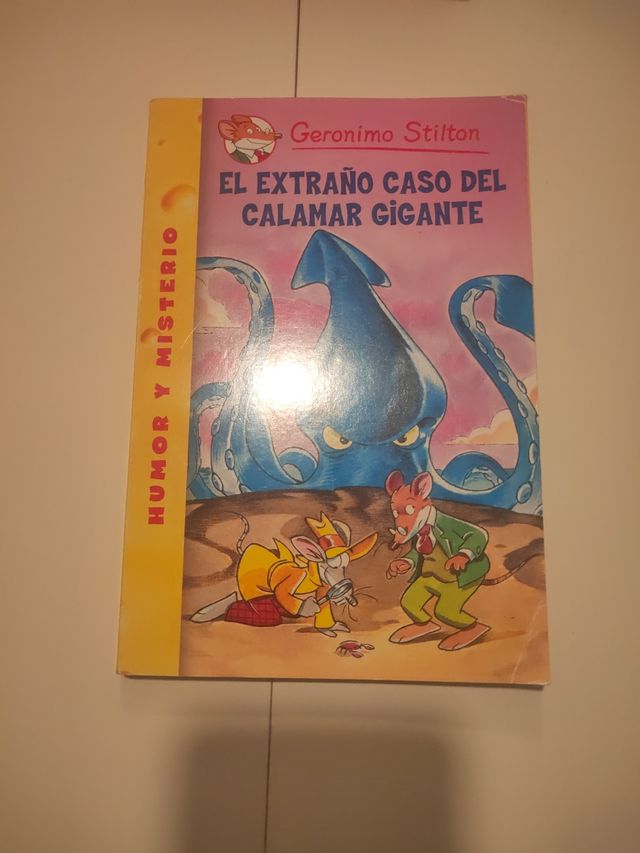 Geronimo Stilton
EL EXTRAÑO CASO DEL
CALAMAR GiGANTE
HUMOR Y MISTERIO